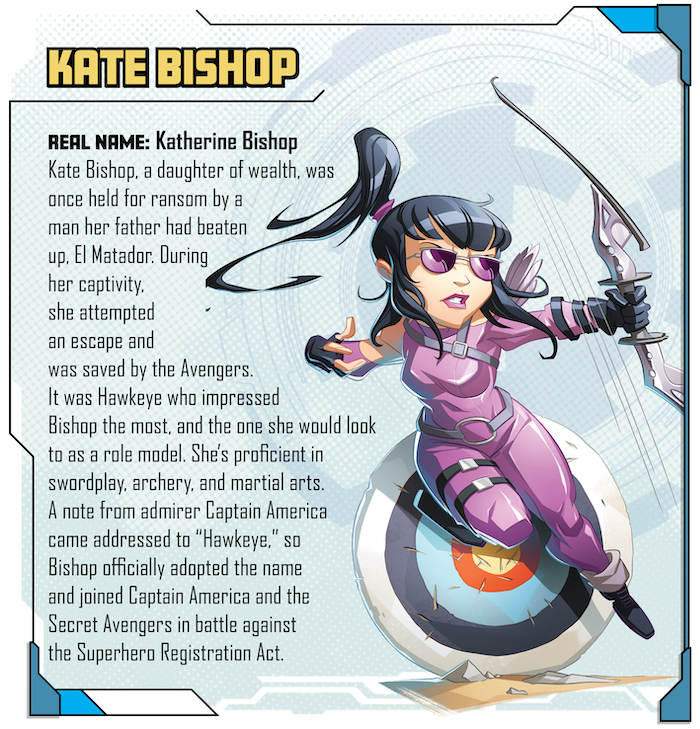 KATE BISHOP
REAL NAME: Katherine Bishop
Kate Bishop, a daughter of wealth, was
once held for ransom by a
man her father had beaten
up, El Matador. During
her captivity,
she attempted
an escape and
was saved by the Avengers.
It was Hawkeye who impressed
Bishop the most, and the one she would look
to as a role model. She’s proficient in
swordplay, archery, and martial arts.
A note from admirer Captain America
came addressed to “Hawkeye,” so
Bishop officially adopted the name
and joined Captain America and the
Secret Avengers in battle against
the Superhero Registration Act.